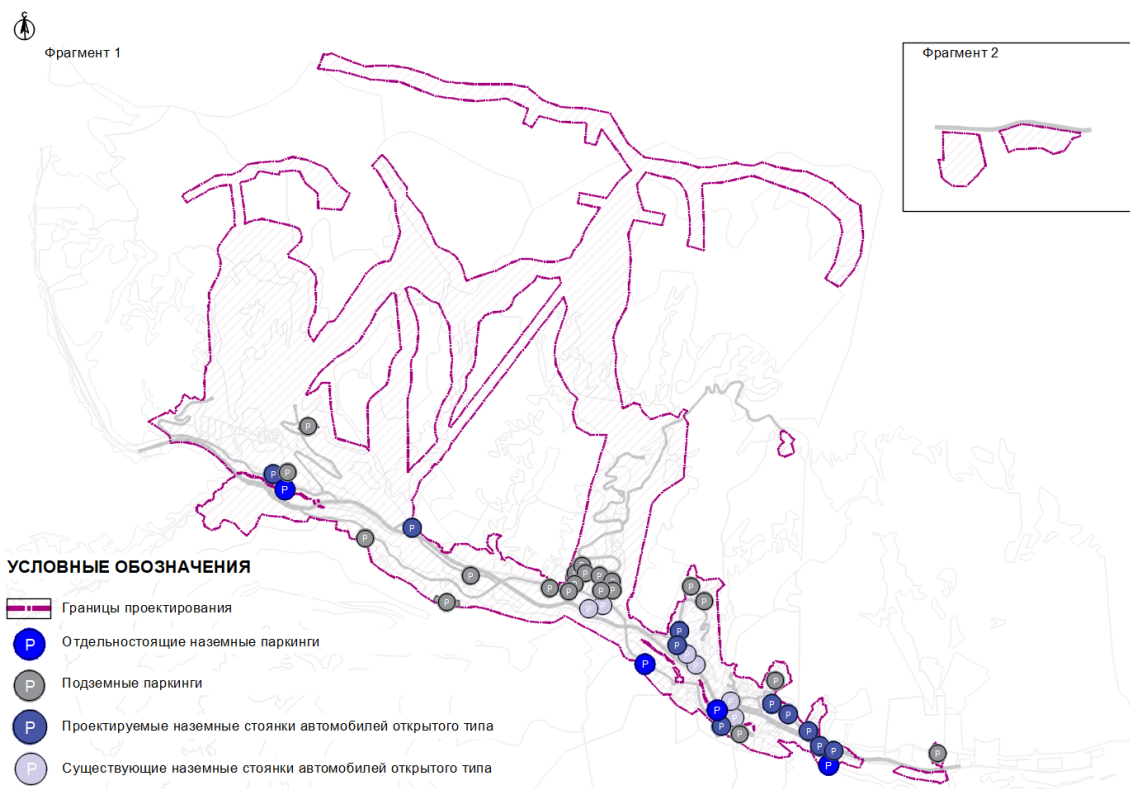 С
Фрагмент 1
Фрагмент 2
УСЛОВНЫЕ ОБОЗНАЧЕНИЯ
Границы проектирования
P Отдельностоящие наземные паркинги
P Подземные паркинги
P Проектируемые наземные стоянки автомобилей открытого типа
P Существующие наземные стоянки автомобилей открытого типа